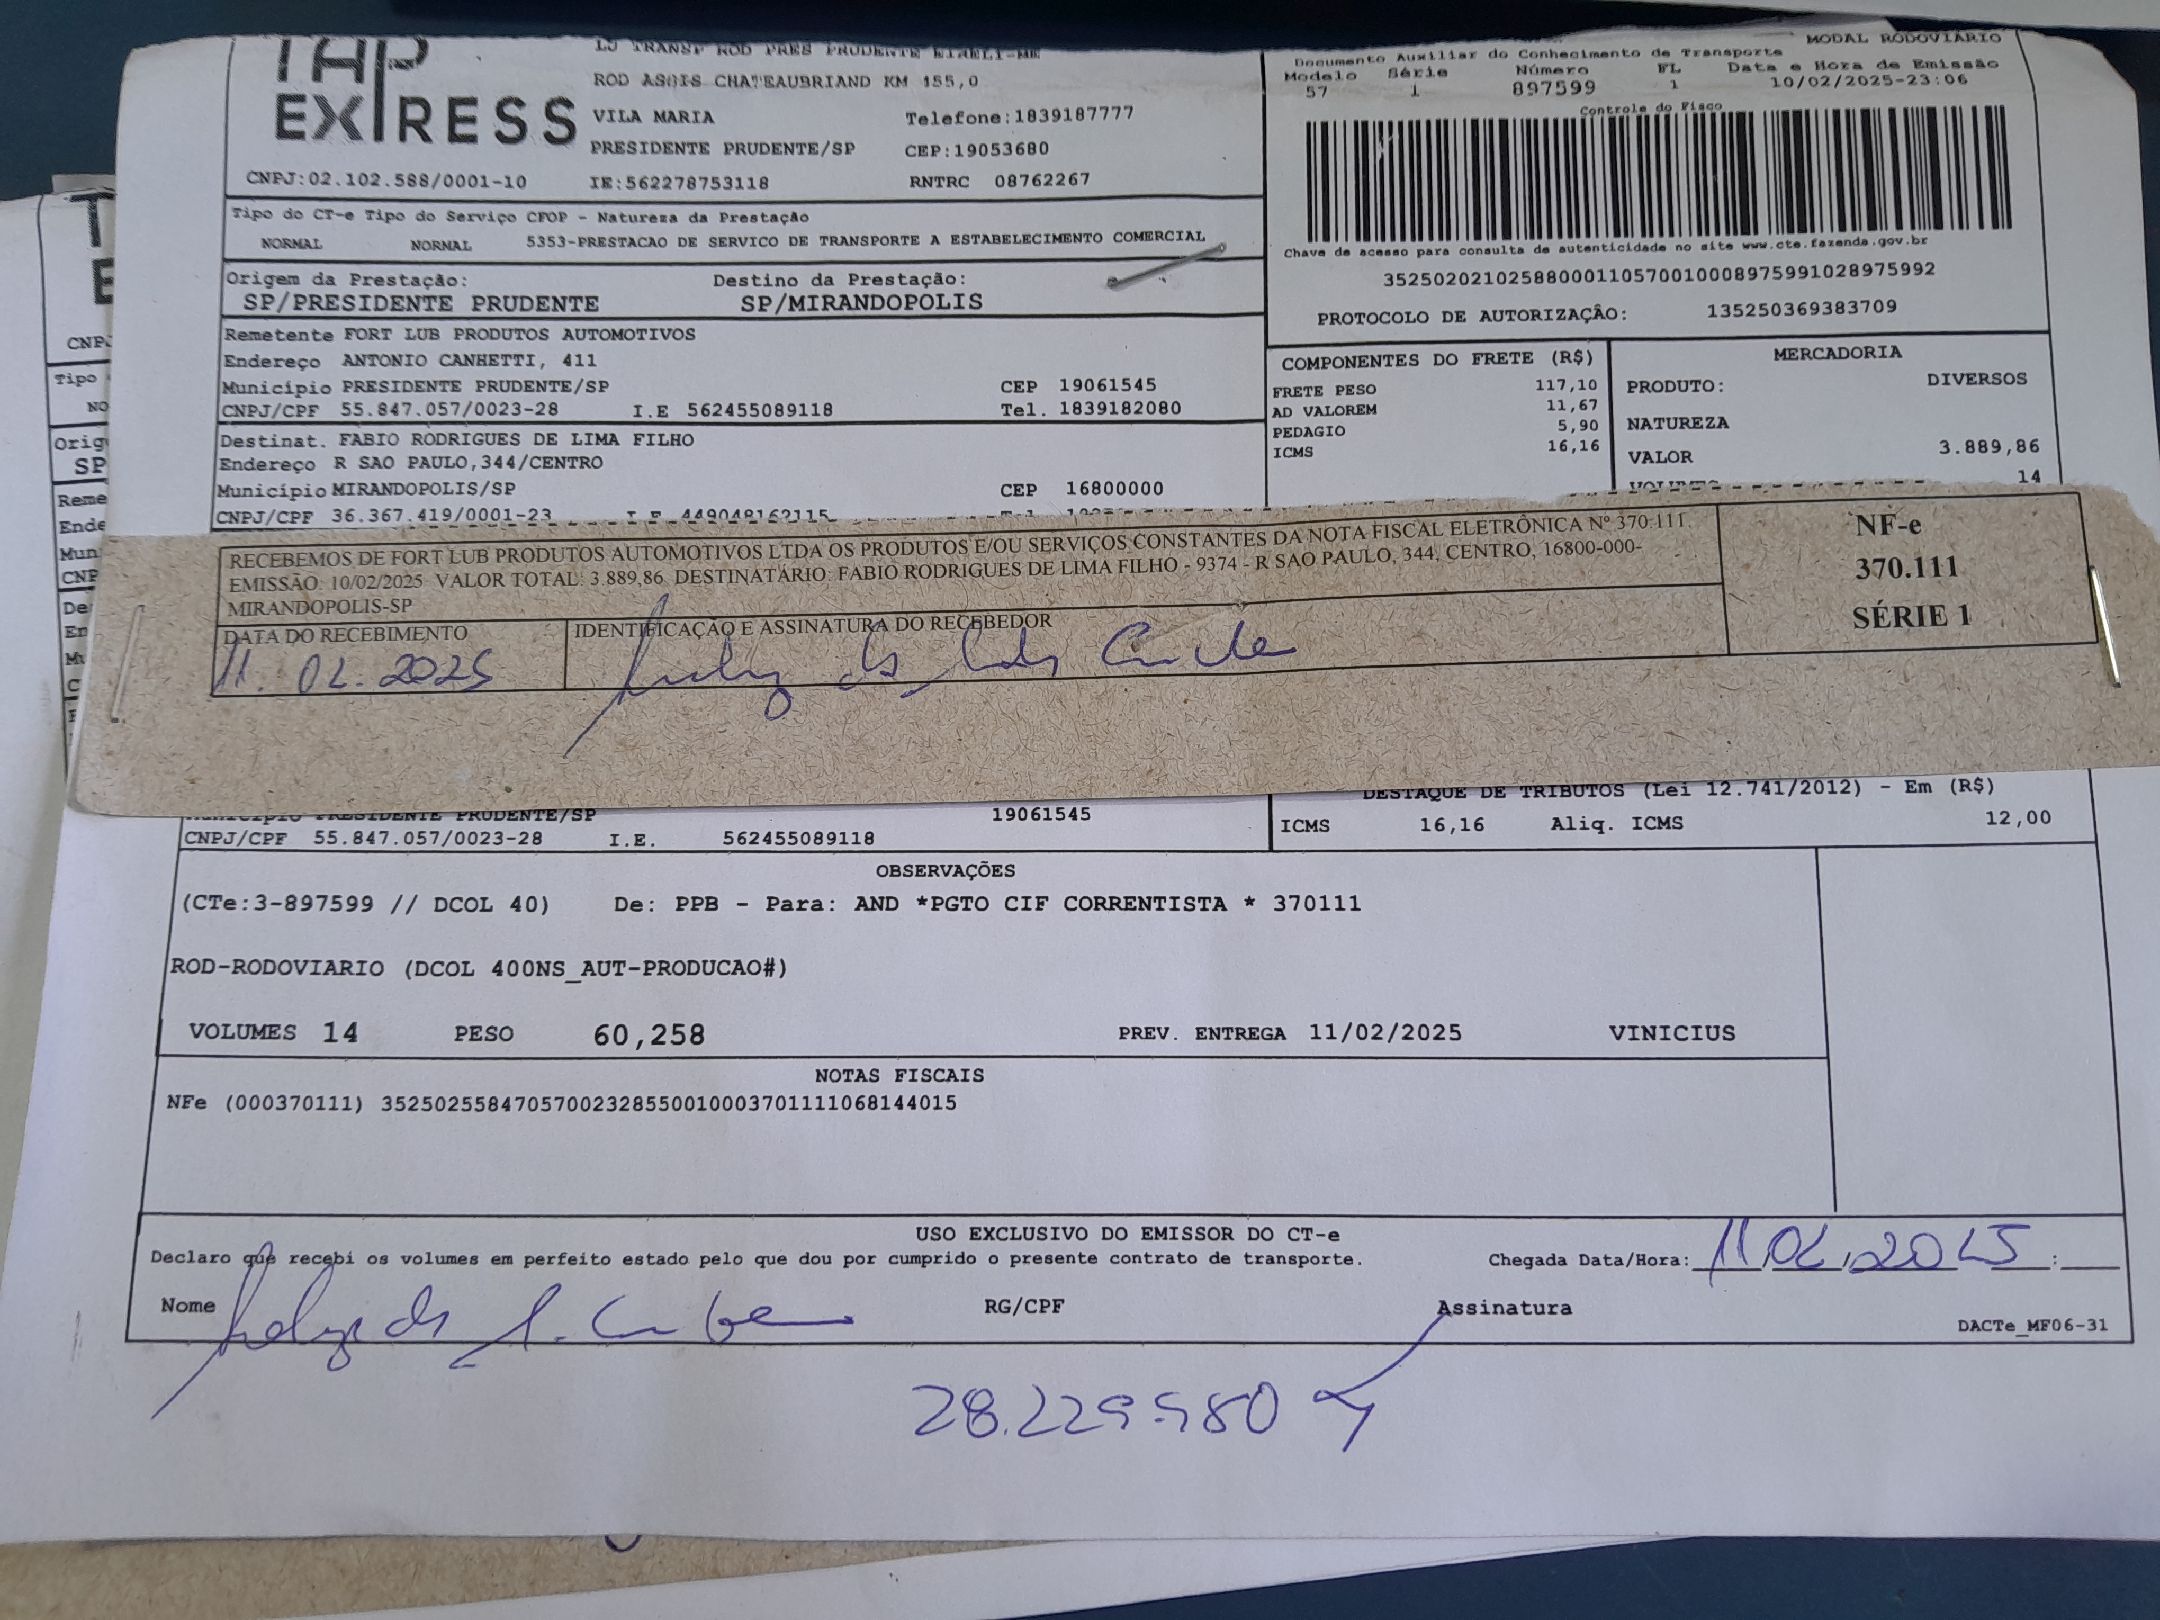 TAP
EXPRESS
LJ TRANSP ROD PRES PRUDENTE EIRELI-ME
ROD ASSIS CHATEAUBRIAND KM 155,0
VILA MARIA Telefone:1839187777
PRESIDENTE PRUDENTE/SP CEP:19053680
CNPJ:02.102.588/0001-10 IE:562278753118 RNTRC 08762267
MODAL RODOVIÁRIO
Documento Auxiliar do Conhecimento de Transporte
Modelo Série Número FL Data e Hora de Emissão
57 1 897599 1 10/02/2025-23:06
Controle do Fisco
Chave de acesso para consulta de autenticidade no site www.cte.fazenda.gov.br
35250202102588000110570010008975991028975992
PROTOCOLO DE AUTORIZAÇÃO: 135250369383709
Tipo do CT-e Tipo do Serviço CFOP - Natureza da Prestação
NORMAL NORMAL 5353-PRESTACAO DE SERVICO DE TRANSPORTE A ESTABELECIMENTO COMERCIAL
Origem da Prestação: Destino da Prestação:
SP/PRESIDENTE PRUDENTE SP/MIRANDOPOLIS
Remetente FORT LUB PRODUTOS AUTOMOTIVOS
Endereço ANTONIO CANHETTI, 411
Município PRESIDENTE PRUDENTE/SP CEP 19061545
CNPJ/CPF 55.847.057/0023-28 I.E 562455089118 Tel. 1839182080
Destinat. FABIO RODRIGUES DE LIMA FILHO
Endereço R SAO PAULO,344/CENTRO
Município MIRANDOPOLIS/SP CEP 16800000
CNPJ/CPF 36.367.419/0001-23 I.E 449048162115
COMPONENTES DO FRETE (R$)
FRETE PESO 117,10
AD VALOREM 11,67
PEDAGIO 5,90
ICMS 16,16
MERCADORIA
PRODUTO: DIVERSOS
NATUREZA
VALOR 3.889,86
VOLUMES 14
RECEBEMOS DE FORT LUB PRODUTOS AUTOMOTIVOS LTDA OS PRODUTOS E/OU SERVIÇOS CONSTANTES DA NOTA FISCAL ELETRÔNICA Nº 370.111.
EMISSÃO: 10/02/2025 VALOR TOTAL: 3.889,86 DESTINATÁRIO: FABIO RODRIGUES DE LIMA FILHO - 9374 - R SAO PAULO, 344, CENTRO, 16800-000-
MIRANDOPOLIS-SP
DATA DO RECEBIMENTO IDENTIFICAÇÃO E ASSINATURA DO RECEBEDOR
11.02.2025
NF-e
370.111
SÉRIE 1
Município PRESIDENTE PRUDENTE/SP 19061545
CNPJ/CPF 55.847.057/0023-28 I.E. 562455089118
DESTAQUE DE TRIBUTOS (Lei 12.741/2012) - Em (R$)
ICMS 16,16 Aliq. ICMS 12,00
OBSERVAÇÕES
(CTe:3-897599 // DCOL 40) De: PPB - Para: AND *PGTO CIF CORRENTISTA * 370111
ROD-RODOVIARIO (DCOL 400NS_AUT-PRODUCAO#)
VOLUMES 14 PESO 60,258 PREV. ENTREGA 11/02/2025 VINICIUS
NOTAS FISCAIS
NFe (000370111) 35250255847057002328550010003701111068144015
USO EXCLUSIVO DO EMISSOR DO CT-e
Declaro que recebi os volumes em perfeito estado pelo que dou por cumprido o presente contrato de transporte. Chegada Data/Hora: 11.02.2025 :
Nome RG/CPF Assinatura
DACTe_MF06-31